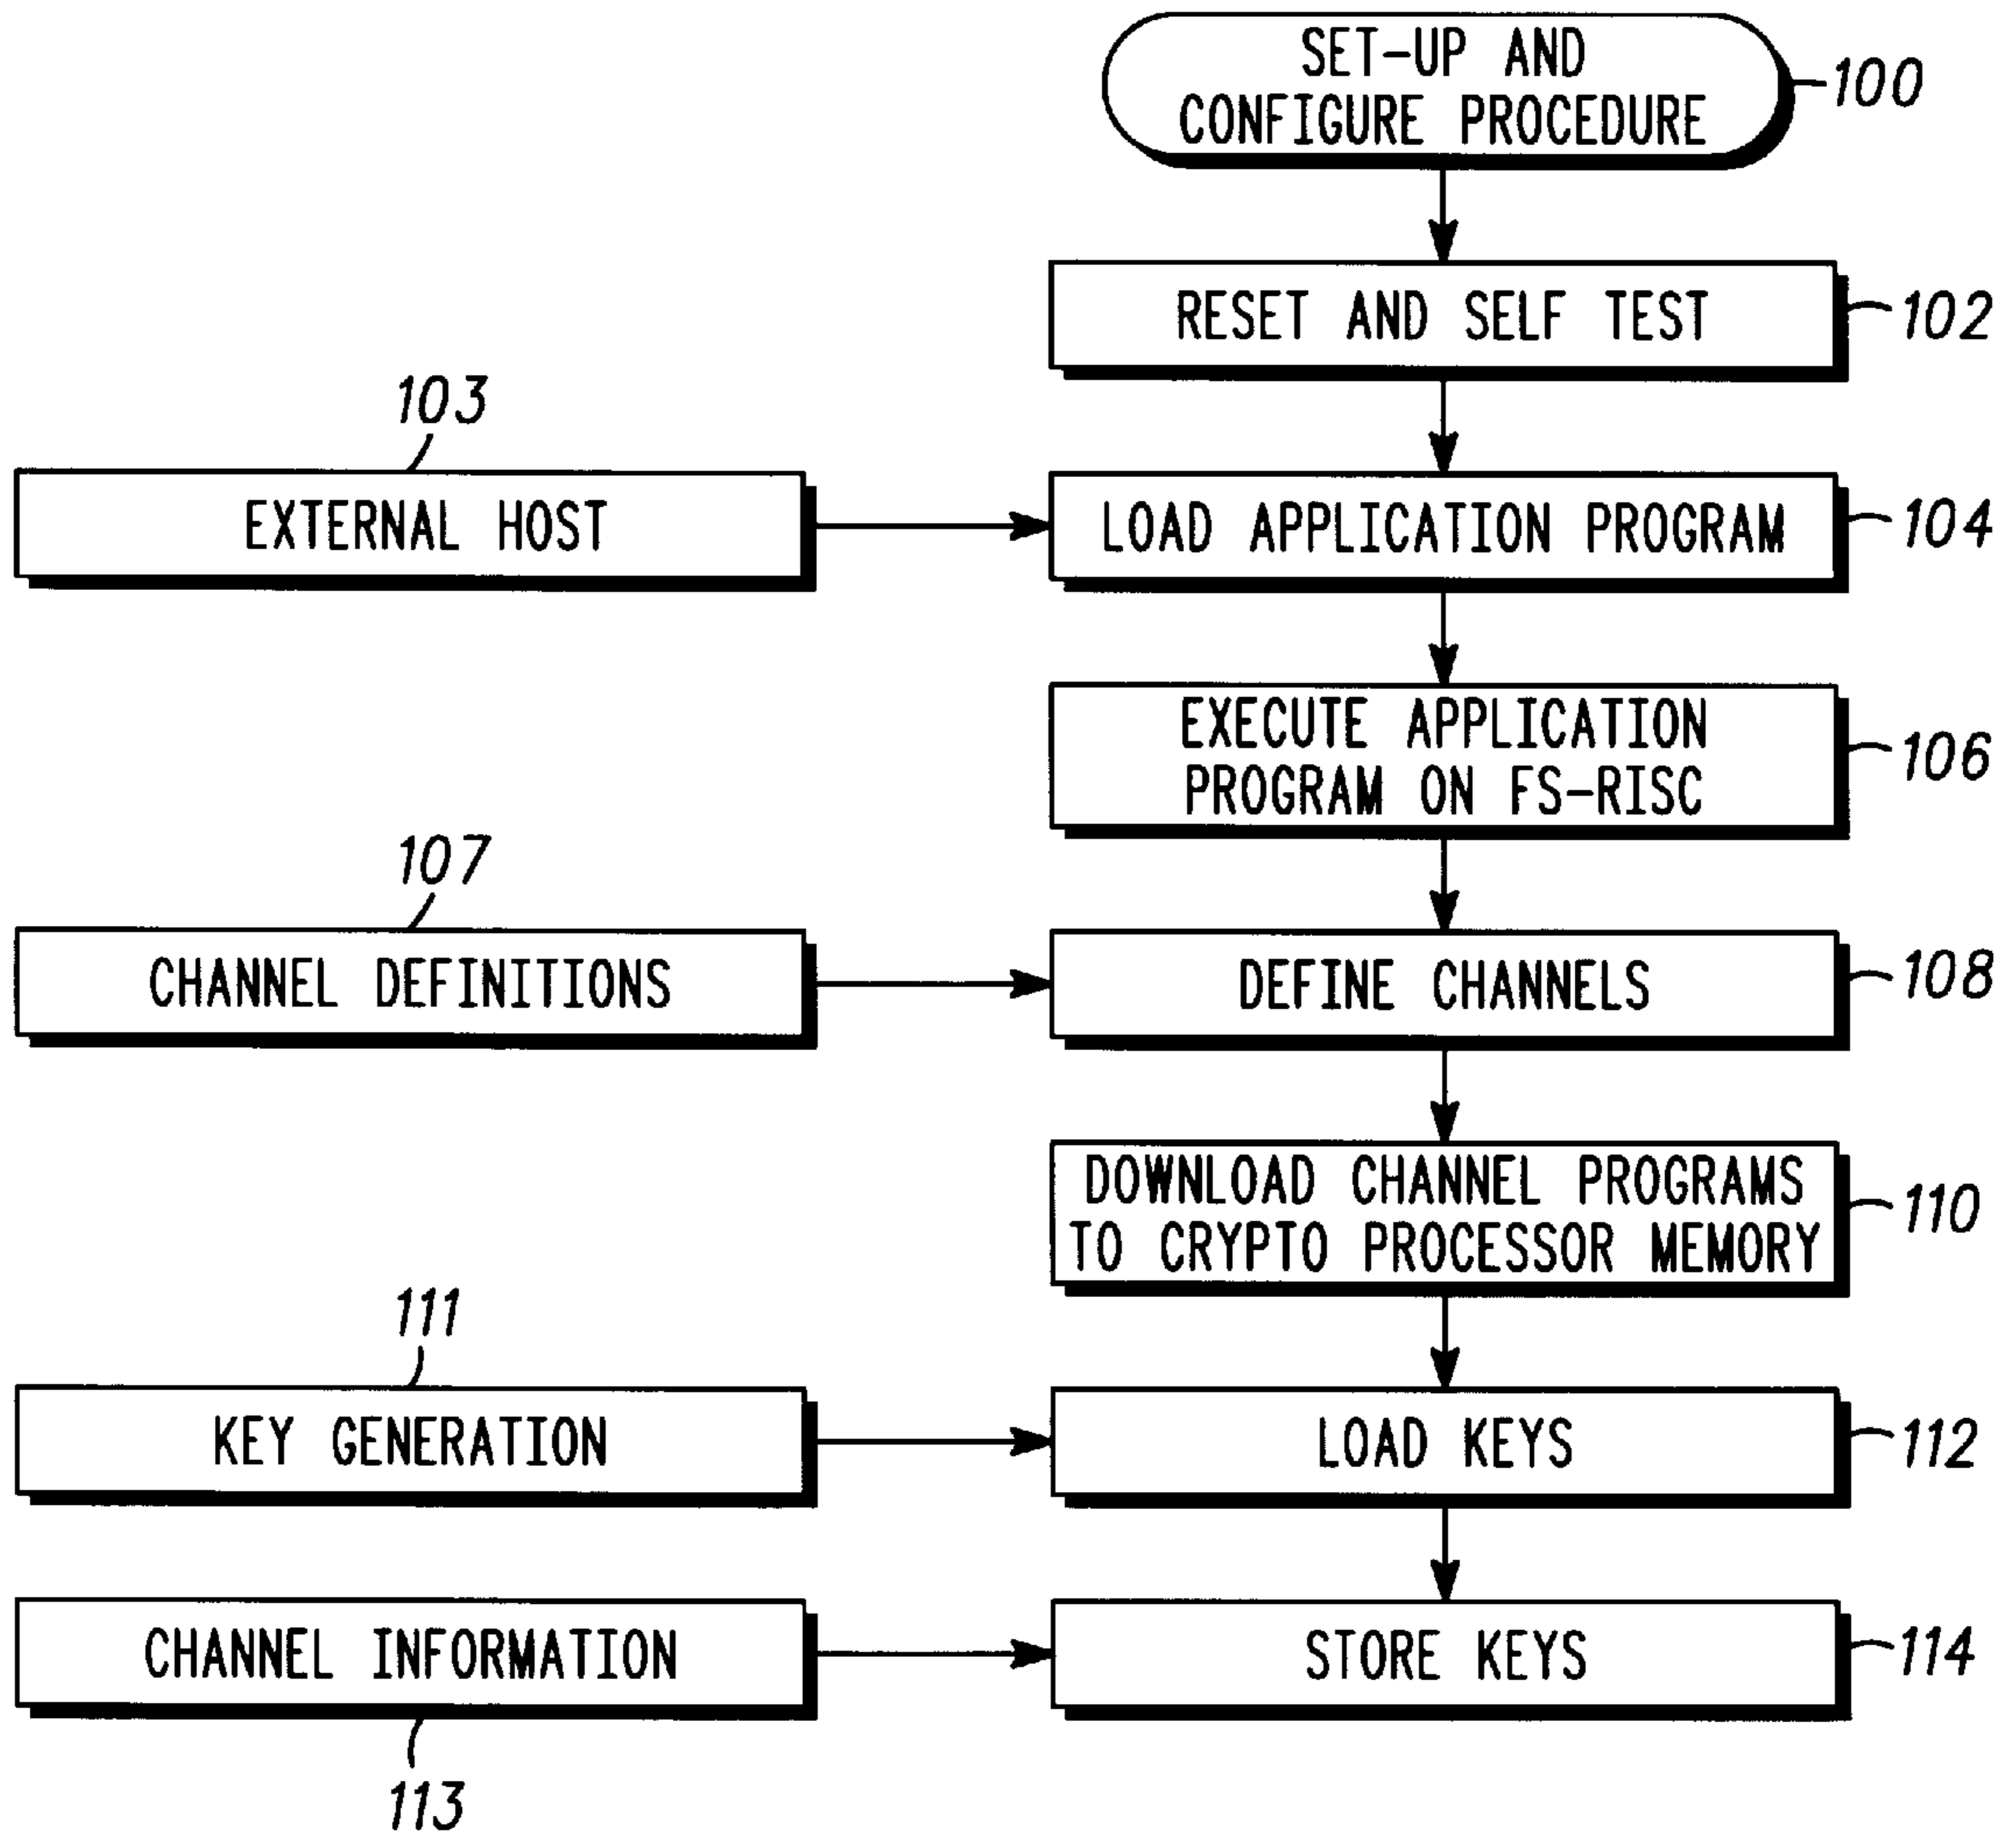 SET-UP AND
CONFIGURE PROCEDURE
100
RESET AND SELF TEST
102
103
EXTERNAL HOST
LOAD APPLICATION PROGRAM
104
EXECUTE APPLICATION
PROGRAM ON FS-RISC
106
107
CHANNEL DEFINITIONS
DEFINE CHANNELS
108
DOWNLOAD CHANNEL PROGRAMS
TO CRYPTO PROCESSOR MEMORY
110
111
KEY GENERATION
LOAD KEYS
112
CHANNEL INFORMATION
STORE KEYS
114
113